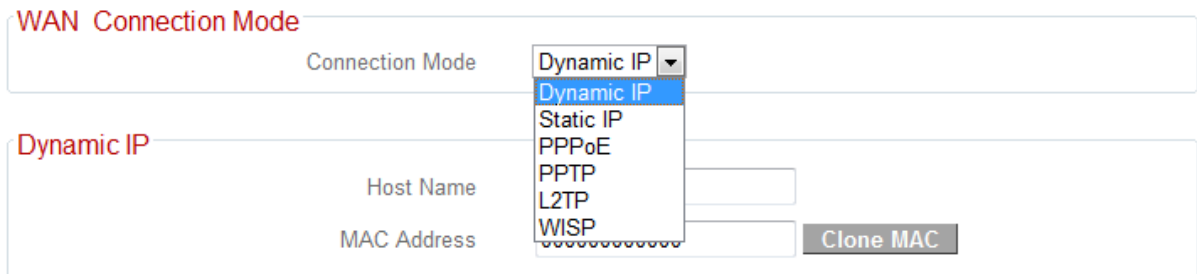 WAN Connection Mode
Connection Mode Dynamic IP
Dynamic IP
Static IP
Dynamic IP
PPPoE
PPTP
Host Name
L2TP
WISP
MAC Address Clone MAC